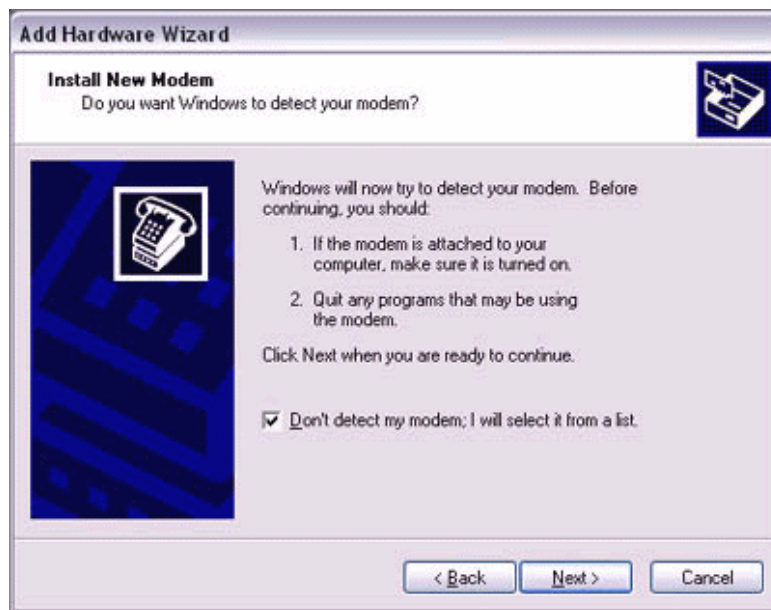 Add Hardware Wizard
Install New Modem
Do you want Windows to detect your modem?
Windows will now try to detect your modem. Before
continuing, you should:
1. If the modem is attached to your
computer, make sure it is turned on.
2. Quit any programs that may be using
the modem.
Click Next when you are ready to continue.
Don't detect my modem; I will select it from a list.
< Back
Next >
Cancel